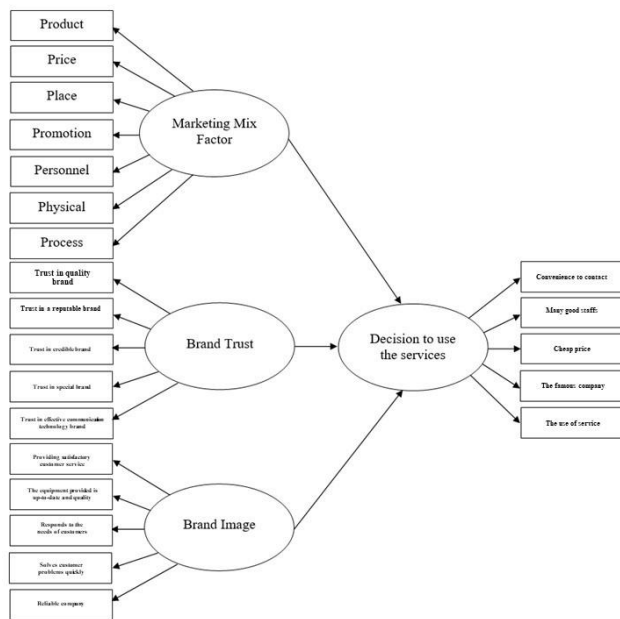 Product
Price
Place
Promotion
Personnel
Physical
Process
Marketing Mix
Factor
Trust in quality
brand
Trust in a reputable brand
Trust in credible brand
Trust in special brand
Trust in effective communication
technology brand
Brand Trust
Providing satisfactory
customer service
The equipment provided is
up-to-date and quality
Responds to the
needs of customers
Solves customer
problems quickly
Reliable company
Brand Image
Decision to use
the services
Convenience to contact
Many good staffs
Cheap price
The famous company
The use of service